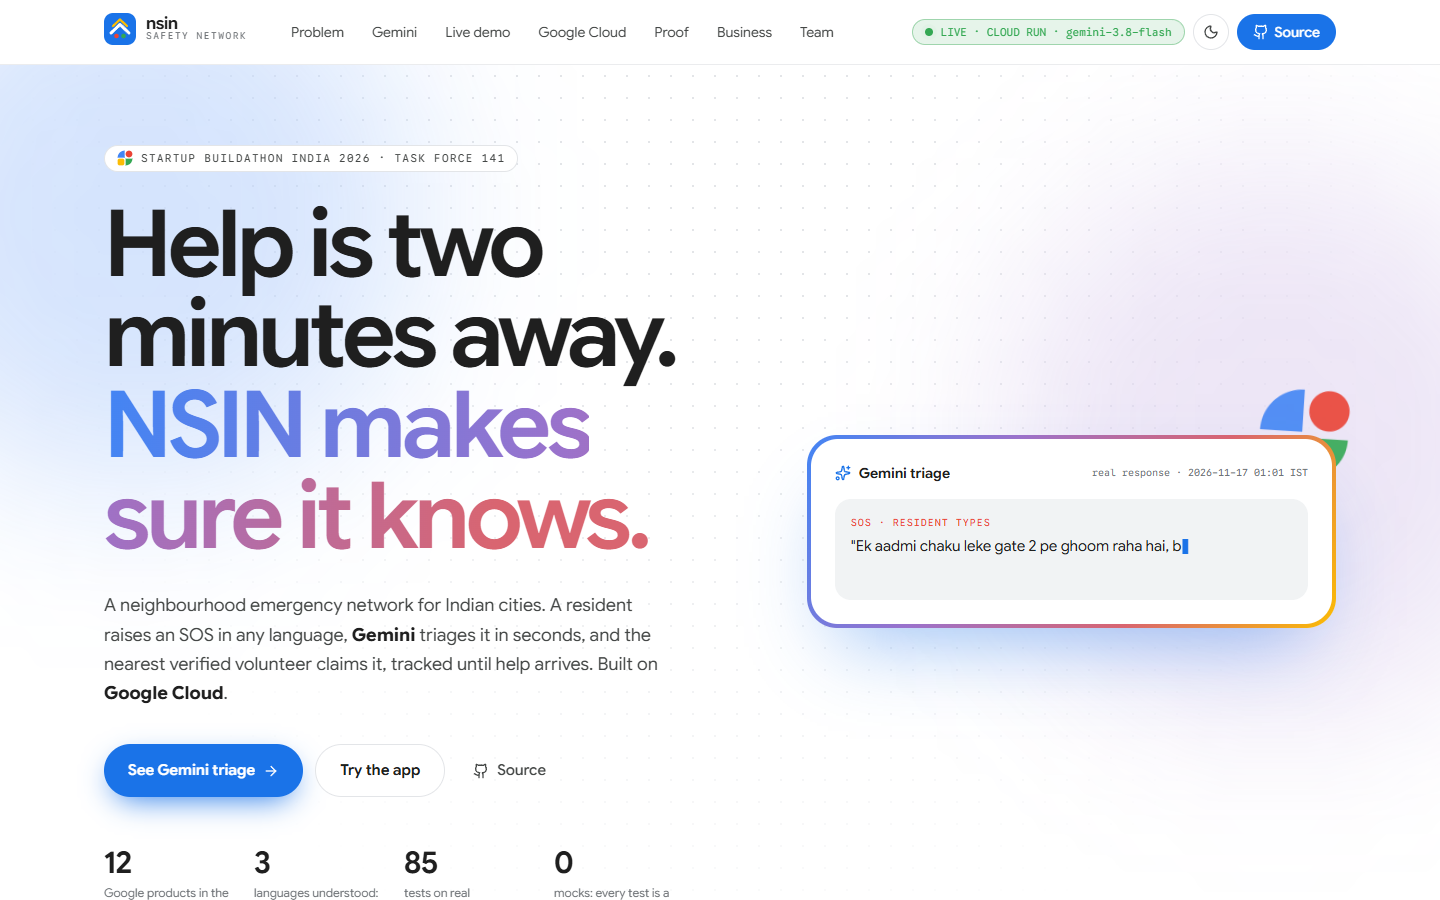 nsin
SAFETY NETWORK
Problem
Gemini
Live demo
Google Cloud
Proof
Business
Team
LIVE · CLOUD RUN · gemini-3.8-flash
Source
STARTUP BUILDATHON INDIA 2026 · TASK FORCE 141
Help is two
minutes away.
NSIN makes
sure it knows.
A neighbourhood emergency network for Indian cities. A resident
raises an SOS in any language, Gemini triages it in seconds, and the
nearest verified volunteer claims it, tracked until help arrives. Built on
Google Cloud.
See Gemini triage →
Try the app
Source
12
Google products in the
3
languages understood:
85
tests on real
0
mocks: every test is a
Gemini triage
real response · 2026-11-17 01:01 IST
SOS · RESIDENT TYPES
"Ek aadmi chaku leke gate 2 pe ghoom raha hai, b